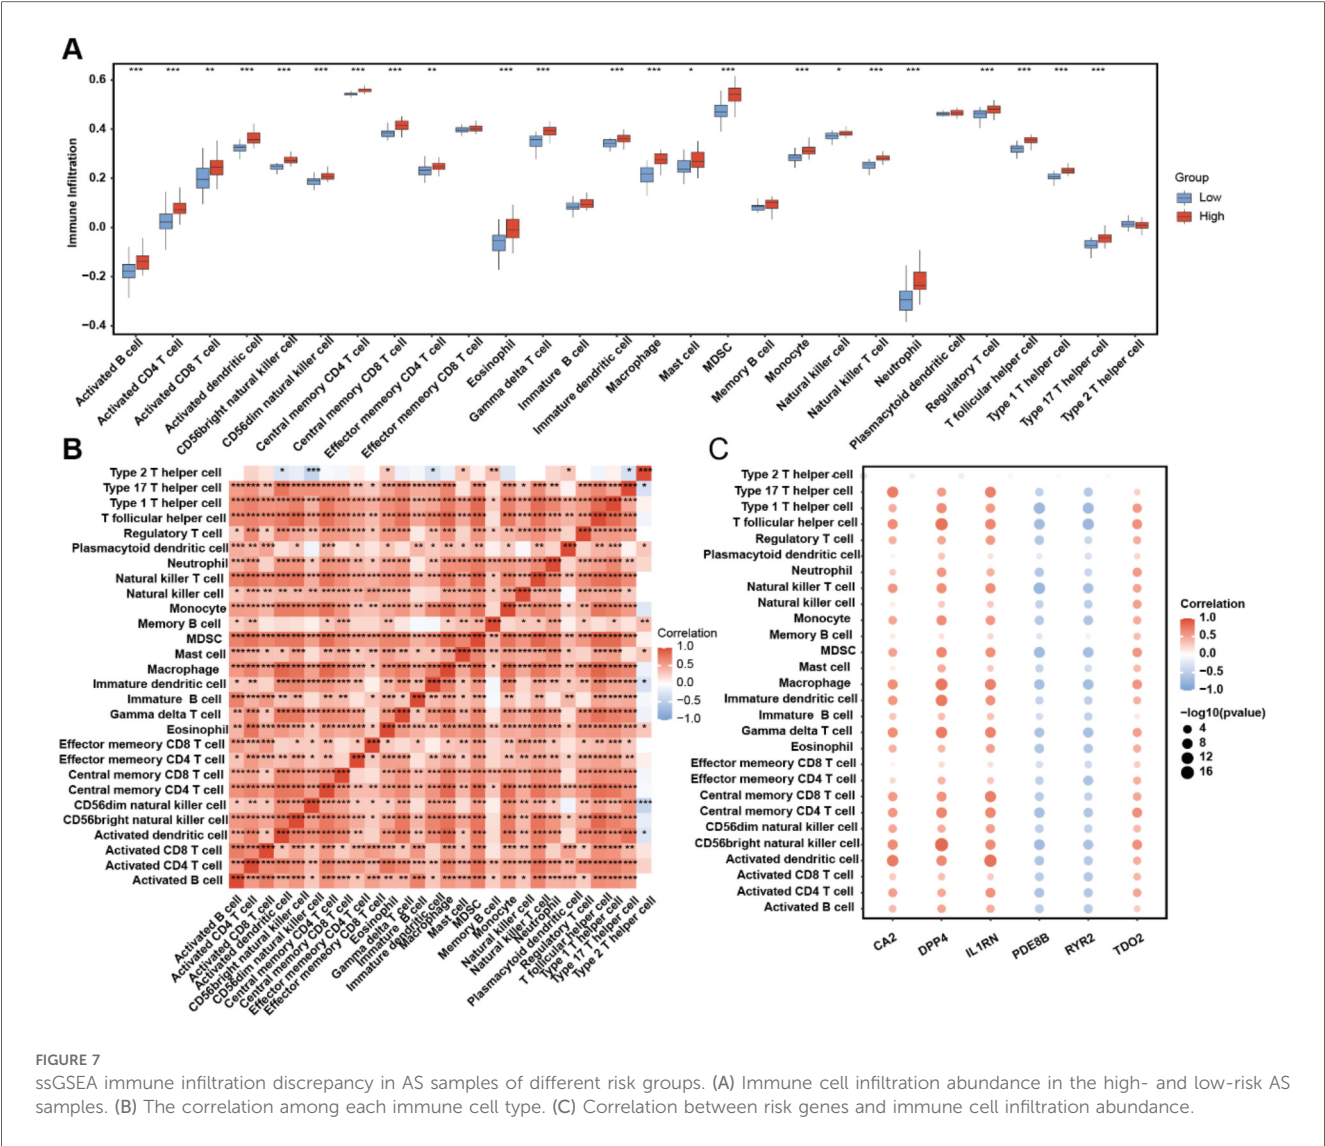 A
*** *** ** *** *** *** *** *** ** *** *** *** *** * *** *** * *** *** *** *** *** ***
Immune Infiltration
0.6
0.4
0.2
0.0
−0.2
−0.4
Group
Low
High
Activated B cell
Activated CD4 T cell
Activated CD8 T cell
Activated dendritic cell
CD56bright natural killer cell
CD56dim natural killer cell
Central memory CD4 T cell
Central memory CD8 T cell
Effector memory CD4 T cell
Effector memory CD8 T cell
Eosinophil
Gamma delta T cell
Immature B cell
Immature dendritic cell
Macrophage
Mast cell
MDSC
Memory B cell
Monocyte
Natural killer cell
Natural killer T cell
Neutrophil
Plasmacytoid dendritic cell
Regulatory T cell
T follicular helper cell
Type 1 T helper cell
Type 17 T helper cell
Type 2 T helper cell
B
Type 2 T helper cell
Type 17 T helper cell
Type 1 T helper cell
T follicular helper cell
Regulatory T cell
Plasmacytoid dendritic cell
Neutrophil
Natural killer T cell
Natural killer cell
Monocyte
Memory B cell
MDSC
Mast cell
Macrophage
Immature dendritic cell
Immature B cell
Gamma delta T cell
Eosinophil
Effector memeory CD8 T cell
Effector memeory CD4 T cell
Central memory CD8 T cell
Central memory CD4 T cell
CD56dim natural killer cell
CD56bright natural killer cell
Activated dendritic cell
Activated CD8 T cell
Activated CD4 T cell
Activated B cell
Activated B cell
Activated CD4 T cell
Activated CD8 T cell
Activated dendritic cell
CD56bright natural killer cell
CD56dim natural killer cell
Central memory CD4 T cell
Central memory CD8 T cell
Effector memeory CD4 T cell
Effector memeory CD8 T cell
Eosinophil
Gamma delta T cell
Immature B cell
Immature dendritic cell
Macrophage
Mast cell
MDSC
Memory B cell
Monocyte
Natural killer cell
Natural killer T cell
Neutrophil
Plasmacytoid dendritic cell
Regulatory T cell
T follicular helper cell
Type 1 T helper cell
Type 17 T helper cell
Type 2 T helper cell
Correlation
1.0
0.5
0.0
−0.5
−1.0
C
Type 2 T helper cell
Type 17 T helper cell
Type 1 T helper cell
T follicular helper cell
Regulatory T cell
Plasmacytoid dendritic cell
Neutrophil
Natural killer T cell
Natural killer cell
Monocyte
Memory B cell
MDSC
Mast cell
Macrophage
Immature dendritic cell
Immature B cell
Gamma delta T cell
Eosinophil
Effector memeory CD8 T cell
Effector memeory CD4 T cell
Central memory CD8 T cell
Central memory CD4 T cell
CD56dim natural killer cell
CD56bright natural killer cell
Activated dendritic cell
Activated CD8 T cell
Activated CD4 T cell
Activated B cell
CA2
DPP4
IL1RN
PDE8B
RYR2
TDO2
Correlation
1.0
0.5
0.0
−0.5
−1.0
−log10(pvalue)
4
8
12
16
FIGURE 7
ssGSEA immune infiltration discrepancy in AS samples of different risk groups. (A) Immune cell infiltration abundance in the high- and low-risk AS
samples. (B) The correlation among each immune cell type. (C) Correlation between risk genes and immune cell infiltration abundance.